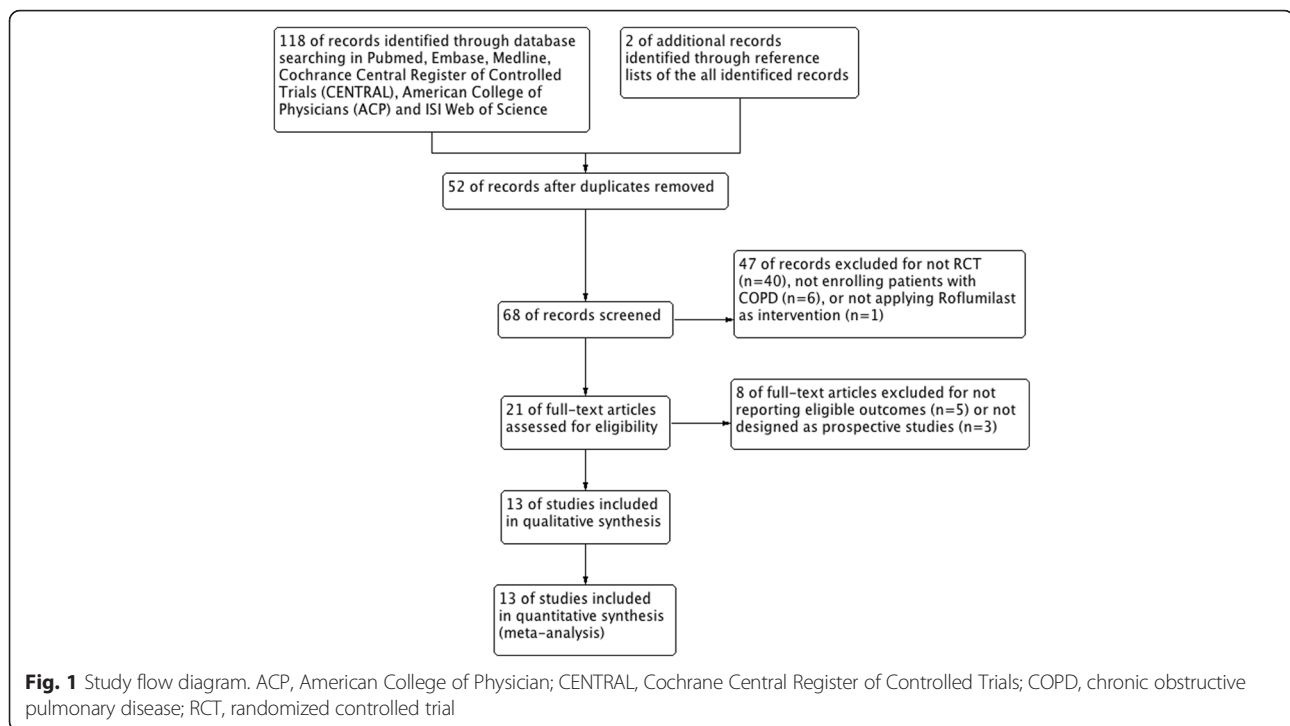 118 of records identified through database
searching in Pubmed, Embase, Medline,
Cochrance Central Register of Controlled
Trials (CENTRAL), American College of
Physicians (ACP) and ISI Web of Science
2 of additional records
identified through reference
lists of the all identificed records
52 of records after duplicates removed
47 of records excluded for not RCT
(n=40), not enrolling patients with
COPD (n=6), or not applying Roflumilast
as intervention (n=1)
68 of records screened
8 of full-text articles excluded for not
reporting eligible outcomes (n=5) or not
designed as prospective studies (n=3)
21 of full-text articles
assessed for eligibility
13 of studies included
in qualitative synthesis
13 of studies included
in quantitative synthesis
(meta-analysis)
Fig. 1 Study flow diagram. ACP, American College of Physician; CENTRAL, Cochrane Central Register of Controlled Trials; COPD, chronic obstructive
pulmonary disease; RCT, randomized controlled trial